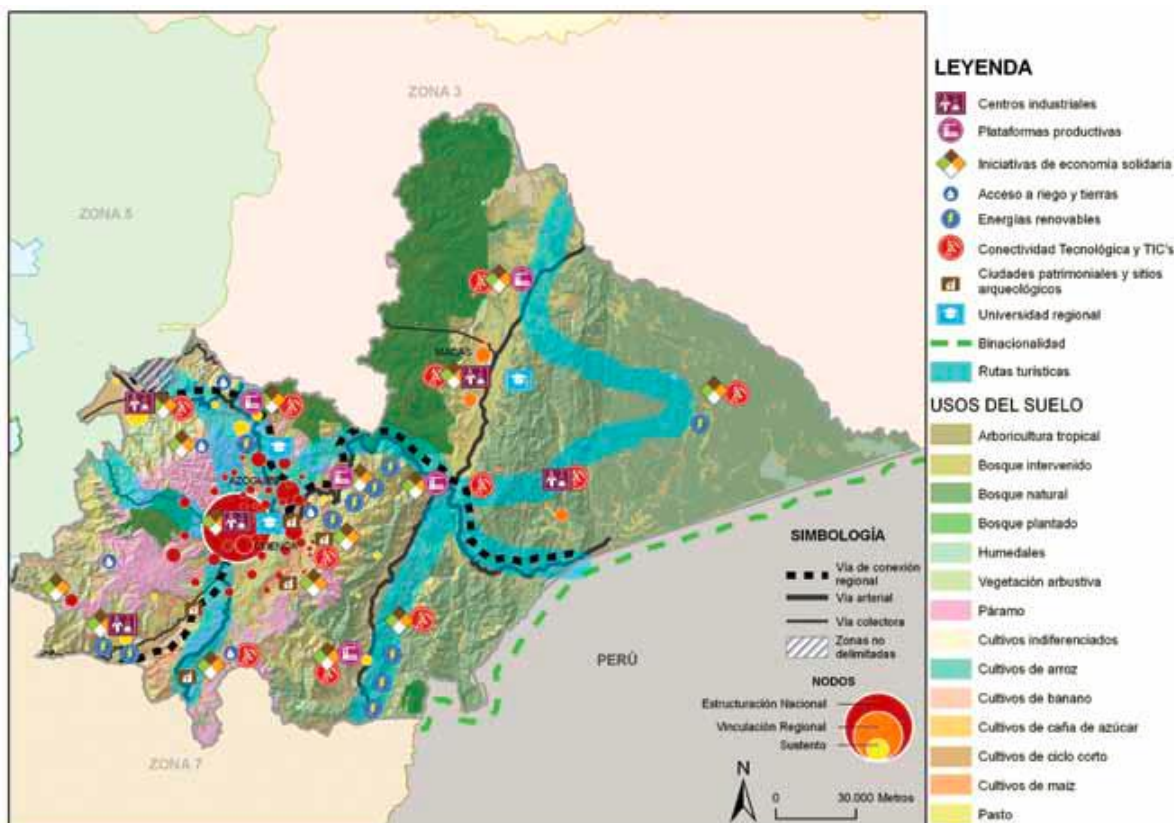 ZONA 3
ZONA 5
MACAS
AZOGUES
CUENCA
PERÚ
ZONA 7
SIMBOLOGÍA
Vía de conexión
regional
Vía arterial
Vía colectora
Zonas no
delimitadas
NODOS
Estructuración Nacional
Vinculación Regional
Sustento
N
0 30.000 Metros
LEYENDA
Centros industriales
Plataformas productivas
Iniciativas de economía solidaria
Acceso a riego y tierras
Energías renovables
Conectividad Tecnológica y TIC's
Ciudades patrimoniales y sitios
arqueológicos
Universidad regional
Binacionalidad
Rutas turísticas
USOS DEL SUELO
Arboricultura tropical
Bosque intervenido
Bosque natural
Bosque plantado
Humedales
Vegetación arbustiva
Páramo
Cultivos indiferenciados
Cultivos de arroz
Cultivos de banano
Cultivos de caña de azúcar
Cultivos de ciclo corto
Cultivos de maíz
Pasto